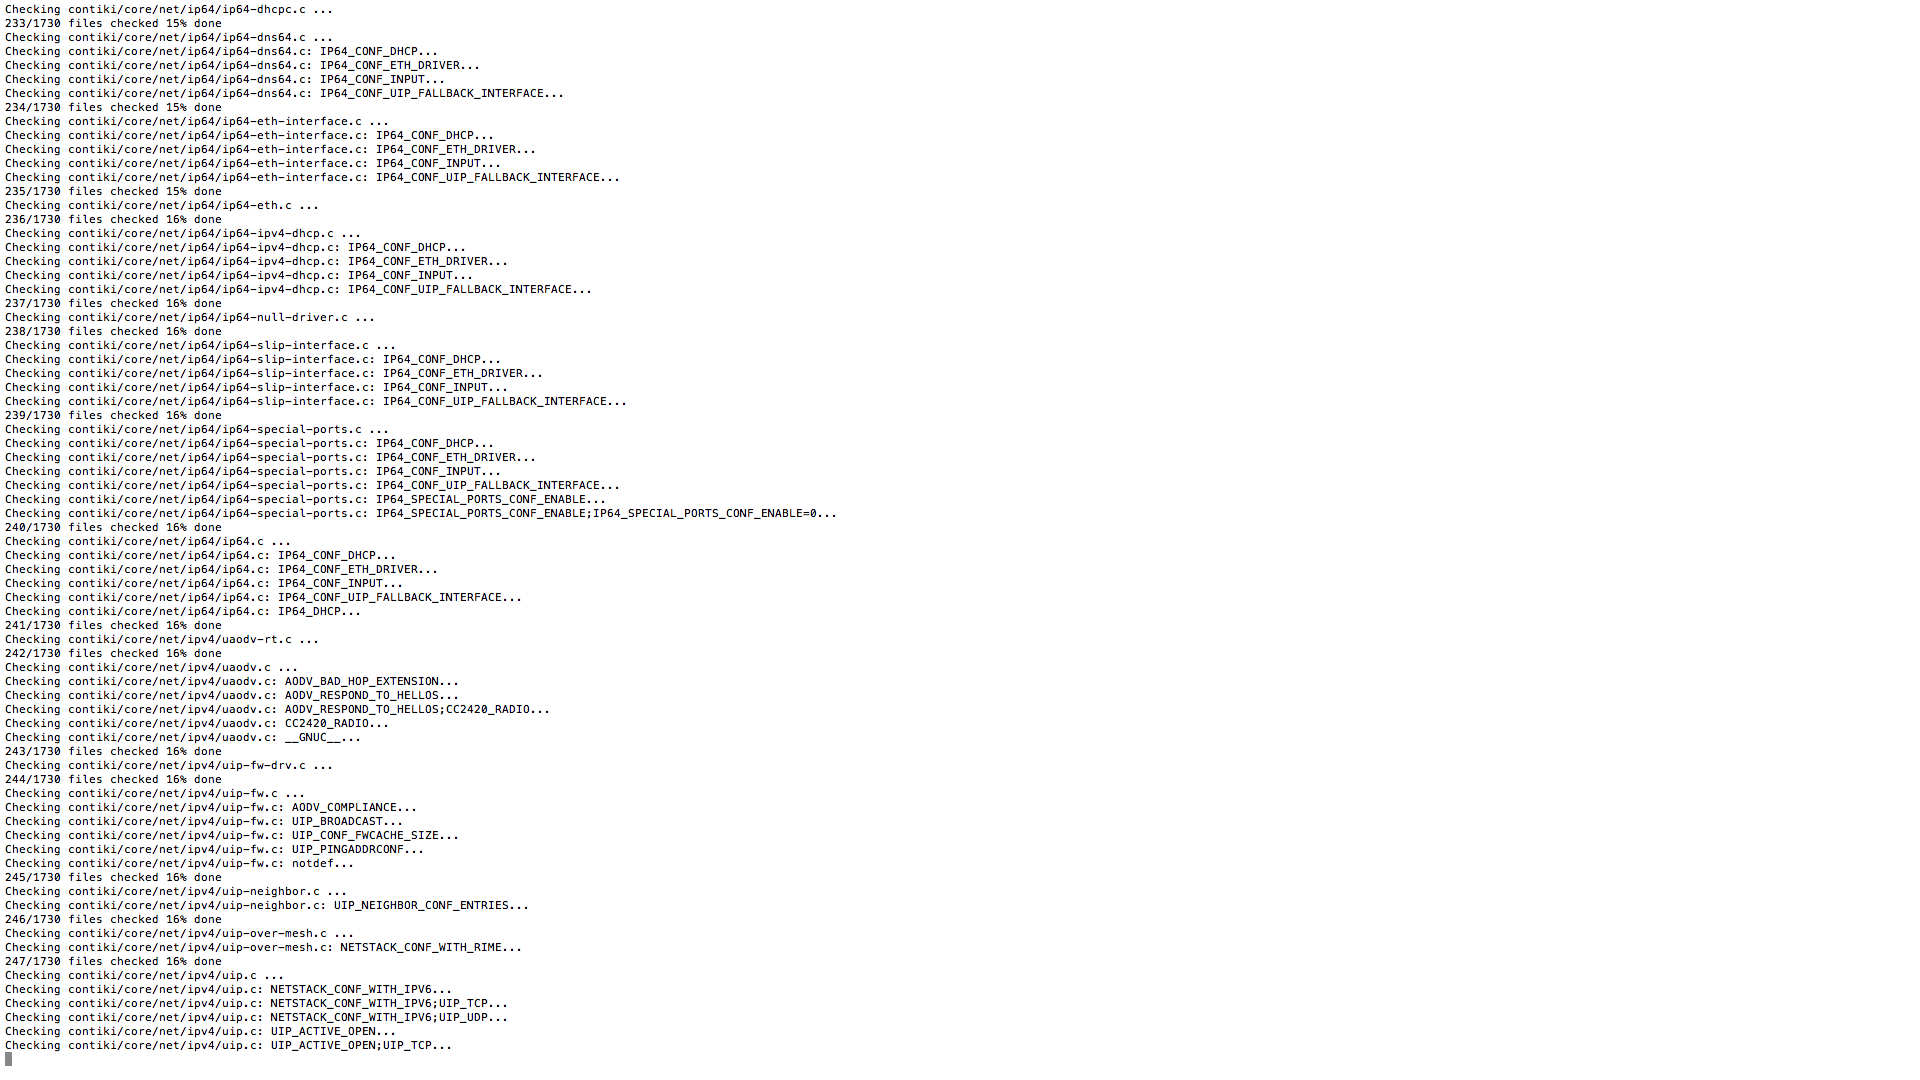 Checking contiki/core/net/ip64/ip64-dhcpc.c ...
233/1730 files checked 15% done
Checking contiki/core/net/ip64/ip64-dns64.c ...
Checking contiki/core/net/ip64/ip64-dns64.c: IP64_CONF_DHCP...
Checking contiki/core/net/ip64/ip64-dns64.c: IP64_CONF_ETH_DRIVER...
Checking contiki/core/net/ip64/ip64-dns64.c: IP64_CONF_INPUT...
Checking contiki/core/net/ip64/ip64-dns64.c: IP64_CONF_UIP_FALLBACK_INTERFACE...
234/1730 files checked 15% done
Checking contiki/core/net/ip64/ip64-eth-interface.c ...
Checking contiki/core/net/ip64/ip64-eth-interface.c: IP64_CONF_DHCP...
Checking contiki/core/net/ip64/ip64-eth-interface.c: IP64_CONF_ETH_DRIVER...
Checking contiki/core/net/ip64/ip64-eth-interface.c: IP64_CONF_INPUT...
Checking contiki/core/net/ip64/ip64-eth-interface.c: IP64_CONF_UIP_FALLBACK_INTERFACE...
235/1730 files checked 15% done
Checking contiki/core/net/ip64/ip64-eth.c ...
236/1730 files checked 16% done
Checking contiki/core/net/ip64/ip64-ipv4-dhcp.c ...
Checking contiki/core/net/ip64/ip64-ipv4-dhcp.c: IP64_CONF_DHCP...
Checking contiki/core/net/ip64/ip64-ipv4-dhcp.c: IP64_CONF_ETH_DRIVER...
Checking contiki/core/net/ip64/ip64-ipv4-dhcp.c: IP64_CONF_INPUT...
Checking contiki/core/net/ip64/ip64-ipv4-dhcp.c: IP64_CONF_UIP_FALLBACK_INTERFACE...
237/1730 files checked 16% done
Checking contiki/core/net/ip64/ip64-null-driver.c ...
238/1730 files checked 16% done
Checking contiki/core/net/ip64/ip64-slip-interface.c ...
Checking contiki/core/net/ip64/ip64-slip-interface.c: IP64_CONF_DHCP...
Checking contiki/core/net/ip64/ip64-slip-interface.c: IP64_CONF_ETH_DRIVER...
Checking contiki/core/net/ip64/ip64-slip-interface.c: IP64_CONF_INPUT...
Checking contiki/core/net/ip64/ip64-slip-interface.c: IP64_CONF_UIP_FALLBACK_INTERFACE...
239/1730 files checked 16% done
Checking contiki/core/net/ip64/ip64-special-ports.c ...
Checking contiki/core/net/ip64/ip64-special-ports.c: IP64_CONF_DHCP...
Checking contiki/core/net/ip64/ip64-special-ports.c: IP64_CONF_ETH_DRIVER...
Checking contiki/core/net/ip64/ip64-special-ports.c: IP64_CONF_INPUT...
Checking contiki/core/net/ip64/ip64-special-ports.c: IP64_CONF_UIP_FALLBACK_INTERFACE...
Checking contiki/core/net/ip64/ip64-special-ports.c: IP64_SPECIAL_PORTS_CONF_ENABLE...
Checking contiki/core/net/ip64/ip64-special-ports.c: IP64_SPECIAL_PORTS_CONF_ENABLE;IP64_SPECIAL_PORTS_CONF_ENABLE=0...
240/1730 files checked 16% done
Checking contiki/core/net/ip64/ip64.c ...
Checking contiki/core/net/ip64/ip64.c: IP64_CONF_DHCP...
Checking contiki/core/net/ip64/ip64.c: IP64_CONF_ETH_DRIVER...
Checking contiki/core/net/ip64/ip64.c: IP64_CONF_INPUT...
Checking contiki/core/net/ip64/ip64.c: IP64_CONF_UIP_FALLBACK_INTERFACE...
Checking contiki/core/net/ip64/ip64.c: IP64_DHCP...
241/1730 files checked 16% done
Checking contiki/core/net/ipv4/uaodv-rt.c ...
242/1730 files checked 16% done
Checking contiki/core/net/ipv4/uaodv.c ...
Checking contiki/core/net/ipv4/uaodv.c: AODV_BAD_HOP_EXTENSION...
Checking contiki/core/net/ipv4/uaodv.c: AODV_RESPOND_TO_HELLOS...
Checking contiki/core/net/ipv4/uaodv.c: AODV_RESPOND_TO_HELLOS;CC2420_RADIO...
Checking contiki/core/net/ipv4/uaodv.c: CC2420_RADIO...
Checking contiki/core/net/ipv4/uaodv.c: __GNUC__...
243/1730 files checked 16% done
Checking contiki/core/net/ipv4/uip-fw-drv.c ...
244/1730 files checked 16% done
Checking contiki/core/net/ipv4/uip-fw.c ...
Checking contiki/core/net/ipv4/uip-fw.c: AODV_COMPLIANCE...
Checking contiki/core/net/ipv4/uip-fw.c: UIP_BROADCAST...
Checking contiki/core/net/ipv4/uip-fw.c: UIP_CONF_FWCACHE_SIZE...
Checking contiki/core/net/ipv4/uip-fw.c: UIP_PINGADDRCONF...
Checking contiki/core/net/ipv4/uip-fw.c: notdef...
245/1730 files checked 16% done
Checking contiki/core/net/ipv4/uip-neighbor.c ...
Checking contiki/core/net/ipv4/uip-neighbor.c: UIP_NEIGHBOR_CONF_ENTRIES...
246/1730 files checked 16% done
Checking contiki/core/net/ipv4/uip-over-mesh.c ...
Checking contiki/core/net/ipv4/uip-over-mesh.c: NETSTACK_CONF_WITH_RIME...
247/1730 files checked 16% done
Checking contiki/core/net/ipv4/uip.c ...
Checking contiki/core/net/ipv4/uip.c: NETSTACK_CONF_WITH_IPV6...
Checking contiki/core/net/ipv4/uip.c: NETSTACK_CONF_WITH_IPV6;UIP_TCP...
Checking contiki/core/net/ipv4/uip.c: NETSTACK_CONF_WITH_IPV6;UIP_UDP...
Checking contiki/core/net/ipv4/uip.c: UIP_ACTIVE_OPEN...
Checking contiki/core/net/ipv4/uip.c: UIP_ACTIVE_OPEN;UIP_TCP...